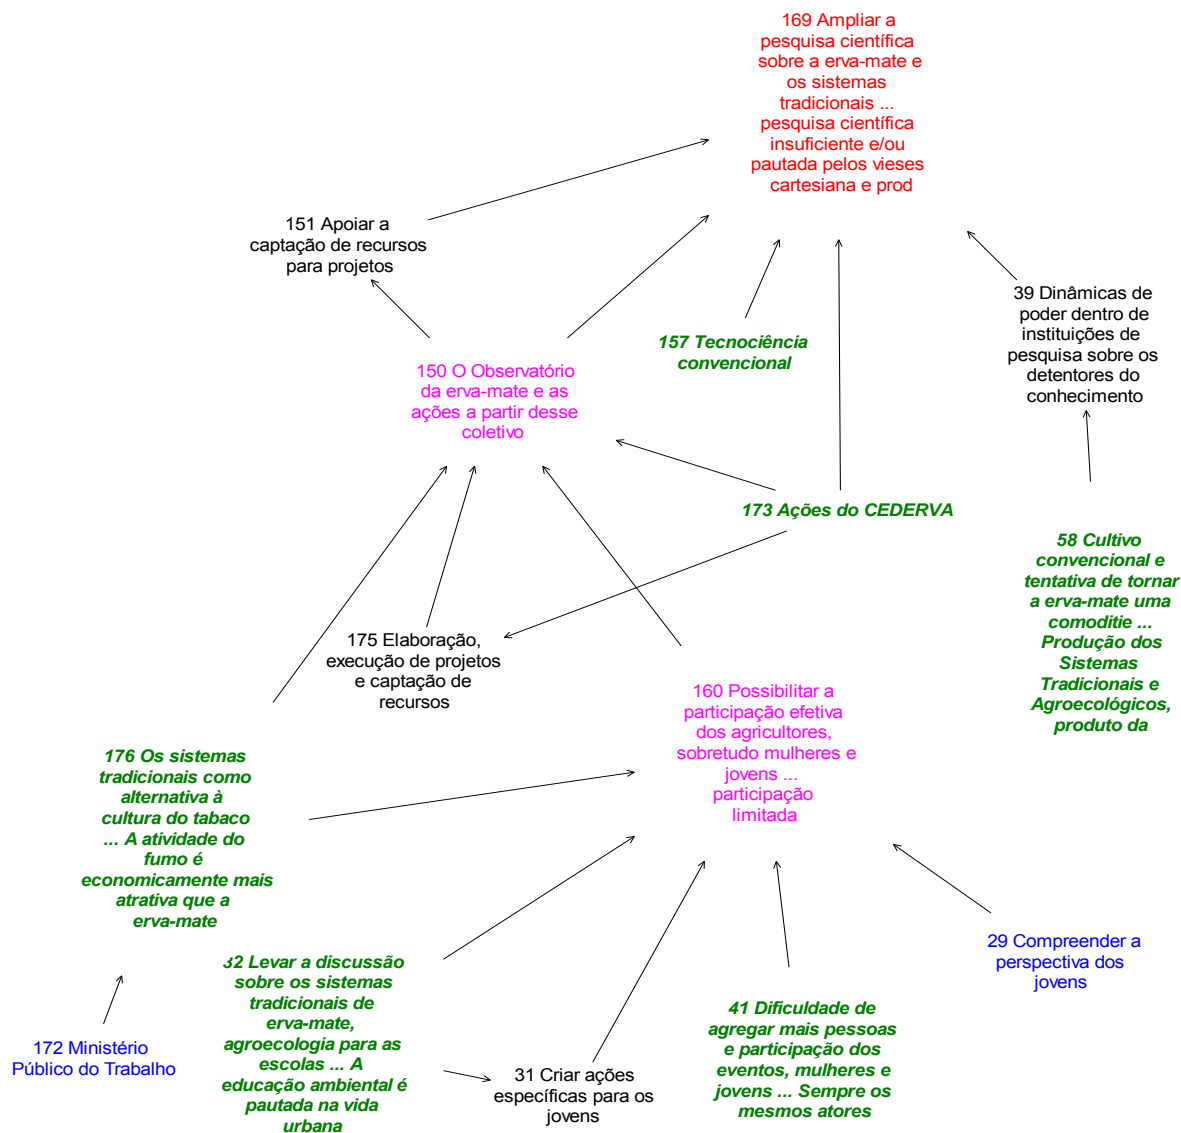 169 Ampliar a
pesquisa científica
sobre a erva-mate e
os sistemas
tradicionais ...
pesquisa científica
insuficiente e/ou
pautada pelos vieses
cartesiana e prod
151 Apoiar a
captação de recursos
para projetos
39 Dinâmicas de
poder dentro de
instituições de
pesquisa sobre os
detentores do
conhecimento
157 Tecnociência
convencional
150 O Observatório
da erva-mate e as
ações a partir desse
coletivo
173 Ações do CEDERVA
58 Cultivo
convencional e
tentativa de tornar
a erva-mate uma
comoditie ...
Produção dos
Sistemas
Tradicionais e
Agroecológicos,
produto da
175 Elaboração,
execução de projetos
e captação de
recursos
160 Possibilitar a
participação efetiva
dos agricultores,
sobretudo mulheres e
jovens ...
participação
limitada
176 Os sistemas
tradicionais como
alternativa à
cultura do tabaco
... A atividade do
fumo é
economicamente mais
atrativa que a
erva-mate
29 Compreender a
perspectiva dos
jovens
32 Levar a discussão
sobre os sistemas
tradicionais de
erva-mate,
agroecologia para as
escolas ... A
educação ambiental é
pautada na vida
urbana
41 Dificuldade de
agregar mais pessoas
e participação dos
eventos, mulheres e
jovens ... Sempre os
mesmos atores
172 Ministério
Público do Trabalho
31 Criar ações
específicas para os
jovens